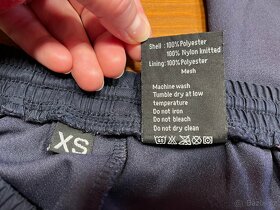 Shell : 100% Polyester
100% Nylon knitted
Lining: 100% Polyester
Mesh
Machine wash
Tumble dry at low
temperature
Do not iron
Do not bleach
Do not dry clean
XS